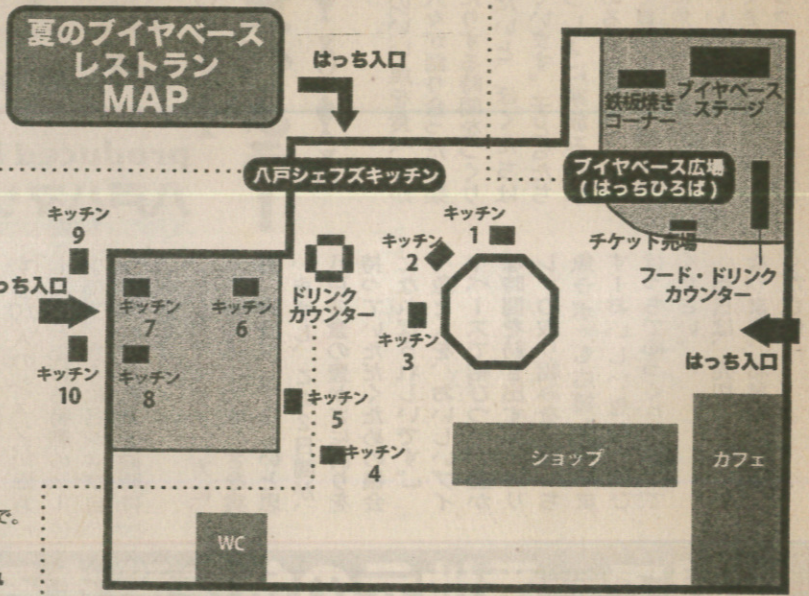 夏のブイヤベース
レストラン
MAP
はっち入口
鉄板焼き
コーナー
ブイヤベース
ステージ
八戸シェフズキッチン
ブイヤベース広場
(はっちひろば)
キッチン
9
キッチン
1
キッチン
2
チケット売場
フード・ドリンク
カウンター
っち入口
キッチン
7
キッチン
6
ドリンク
カウンター
キッチン
3
はっち入口
キッチン
10
キッチン
8
キッチン
5
キッチン
4
ショップ
カフェ
で。
WC